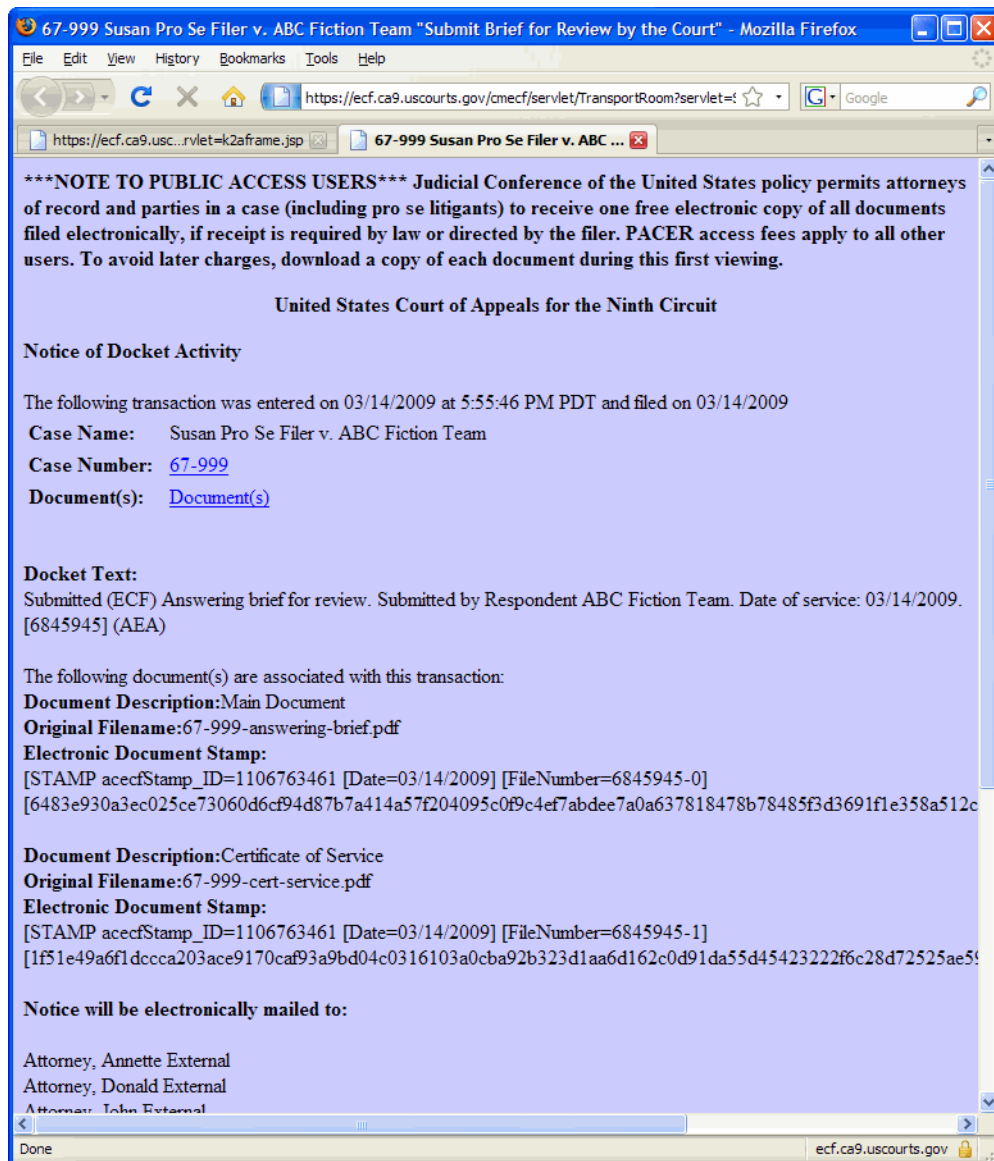 67-999 Susan Pro Se Filer v. ABC Fiction Team "Submit Brief for Review by the Court" - Mozilla Firefox
File Edit View History Bookmarks Tools Help
https://ecf.ca9.uscourts.gov/cmecf/servlet/TransportRoom?servlet=S G Google
https://ecf.ca9.usc...rvlet=k2aframe.jsp 67-999 Susan Pro Se Filer v. ABC ...
***NOTE TO PUBLIC ACCESS USERS*** Judicial Conference of the United States policy permits attorneys
of record and parties in a case (including pro se litigants) to receive one free electronic copy of all documents
filed electronically, if receipt is required by law or directed by the filer. PACER access fees apply to all other
users. To avoid later charges, download a copy of each document during this first viewing.
United States Court of Appeals for the Ninth Circuit
Notice of Docket Activity
The following transaction was entered on 03/14/2009 at 5:55:46 PM PDT and filed on 03/14/2009
Case Name: Susan Pro Se Filer v. ABC Fiction Team
Case Number: 67-999
Document(s): Document(s)
Docket Text:
Submitted (ECF) Answering brief for review. Submitted by Respondent ABC Fiction Team. Date of service: 03/14/2009.
[6845945] (AEA)
The following document(s) are associated with this transaction:
Document Description:Main Document
Original Filename:67-999-answering-brief.pdf
Electronic Document Stamp:
[STAMP acecfStamp_ID=1106763461 [Date=03/14/2009] [FileNumber=6845945-0]
[6483e930a3ec025ce73060d6cf94d87b7a414a57f204095c0f9c4ef7abdee7a0a637818478b78485f3d3691f1e358a512c
Document Description:Certificate of Service
Original Filename:67-999-cert-service.pdf
Electronic Document Stamp:
[STAMP acecfStamp_ID=1106763461 [Date=03/14/2009] [FileNumber=6845945-1]
[1f51e49a6f1dccca203ace9170caf93a9bd04c0316103a0cba92b323d1aa6d162c0d91da55d45423222f6c28d72525ae59
Notice will be electronically mailed to:
Attorney, Annette External
Attorney, Donald External
Attorney, John External
Done ecf.ca9.uscourts.gov